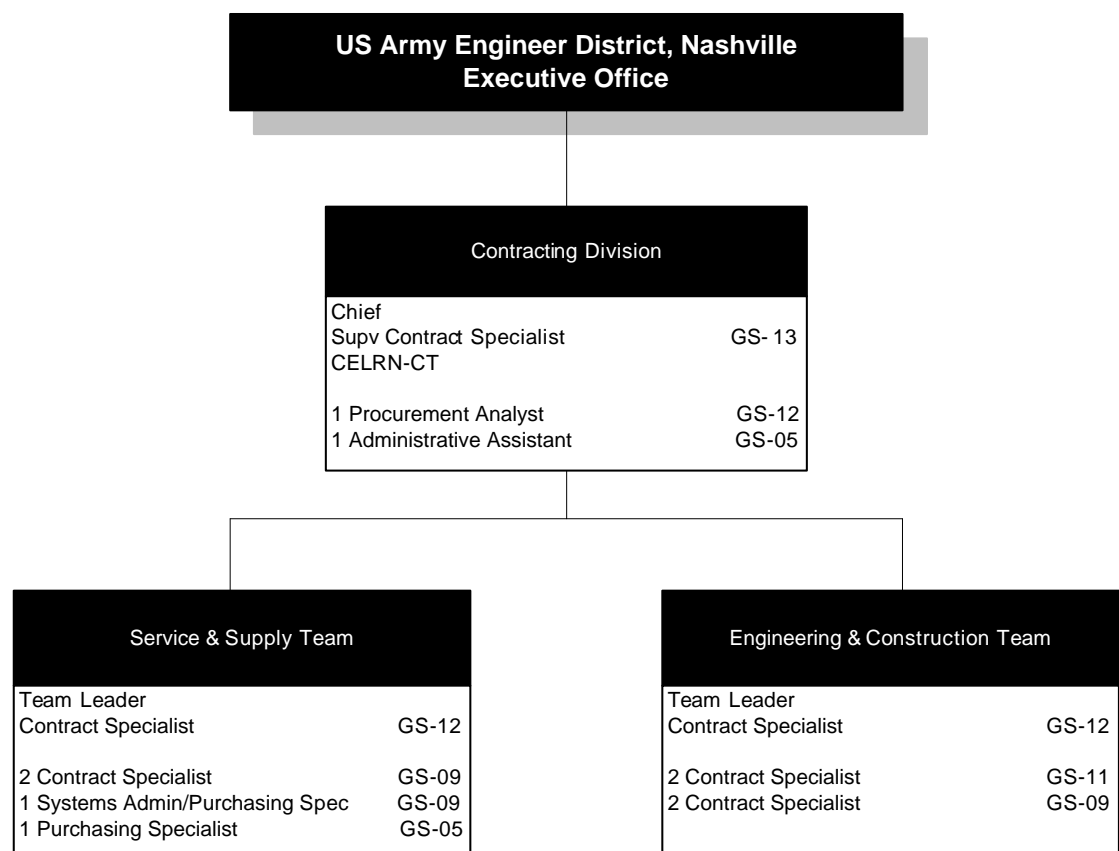 US Army Engineer District, Nashville
Executive Office
Contracting Division
Chief
Supv Contract Specialist GS- 13
CELRN-CT
1 Procurement Analyst GS-12
1 Administrative Assistant GS-05
Service & Supply Team
Team Leader
Contract Specialist GS-12
2 Contract Specialist GS-09
1 Systems Admin/Purchasing Spec GS-09
1 Purchasing Specialist GS-05
Engineering & Construction Team
Team Leader
Contract Specialist GS-12
2 Contract Specialist GS-11
2 Contract Specialist GS-09